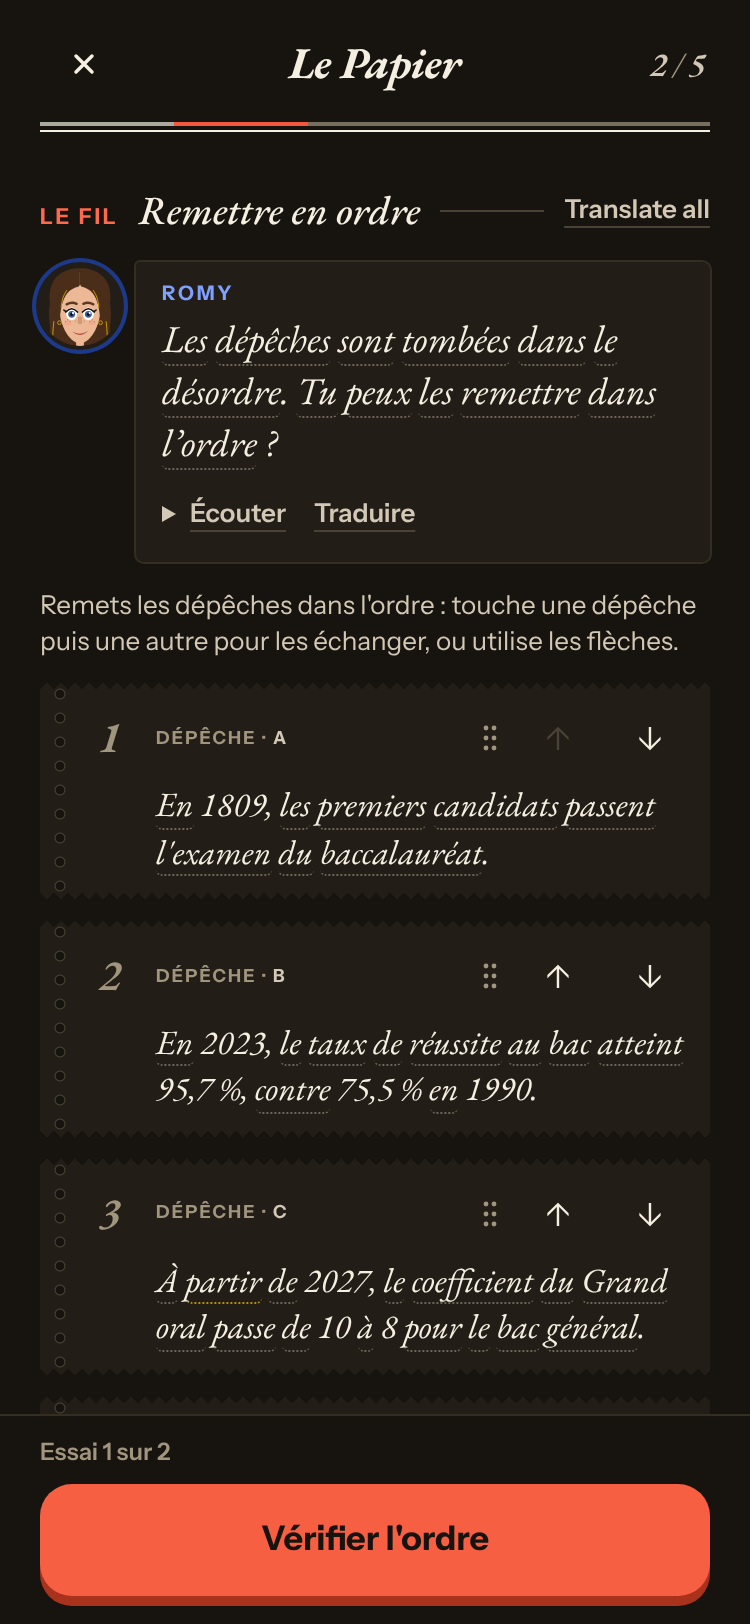 Le Papier
2 / 5
LE FIL Remettre en ordre Translate all
ROMY
Les dépêches sont tombées dans le
désordre. Tu peux les remettre dans
l’ordre ?
Écouter Traduire
Remets les dépêches dans l'ordre : touche une dépêche
puis une autre pour les échanger, ou utilise les flèches.
1 DÉPÊCHE · A
En 1809, les premiers candidats passent
l'examen du baccalauréat.
2 DÉPÊCHE · B
En 2023, le taux de réussite au bac atteint
95,7 %, contre 75,5 % en 1990.
3 DÉPÊCHE · C
À partir de 2027, le coefficient du Grand
oral passe de 10 à 8 pour le bac général.
Essai 1 sur 2
Vérifier l'ordre